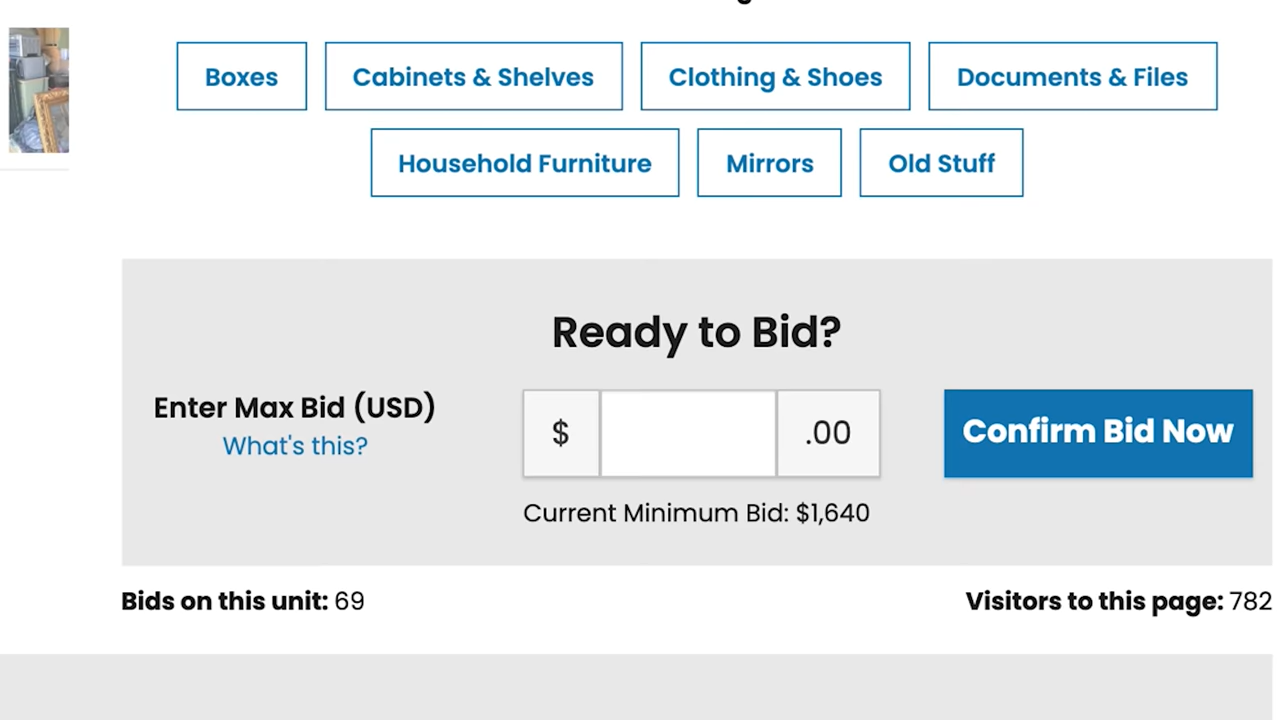 Boxes Cabinets & Shelves Clothing & Shoes Documents & Files
Household Furniture Mirrors Old Stuff
Ready to Bid?
Enter Max Bid (USD)
What's this?
$ .00
Confirm Bid Now
Current Minimum Bid: $1,640
Bids on this unit: 69
Visitors to this page: 782